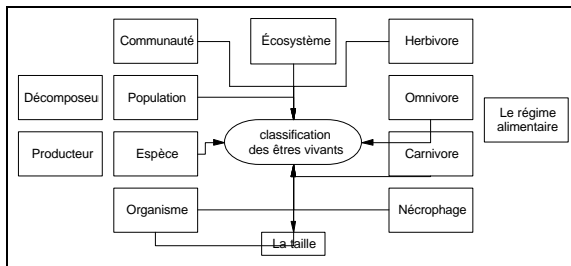 Communauté
Écosystème
Herbivore
Décomposeu
Population
Omnivore
Le régime
alimentaire
Producteur
Espèce
classification
des êtres vivants
Carnivore
Organisme
Nécrophage
La taille